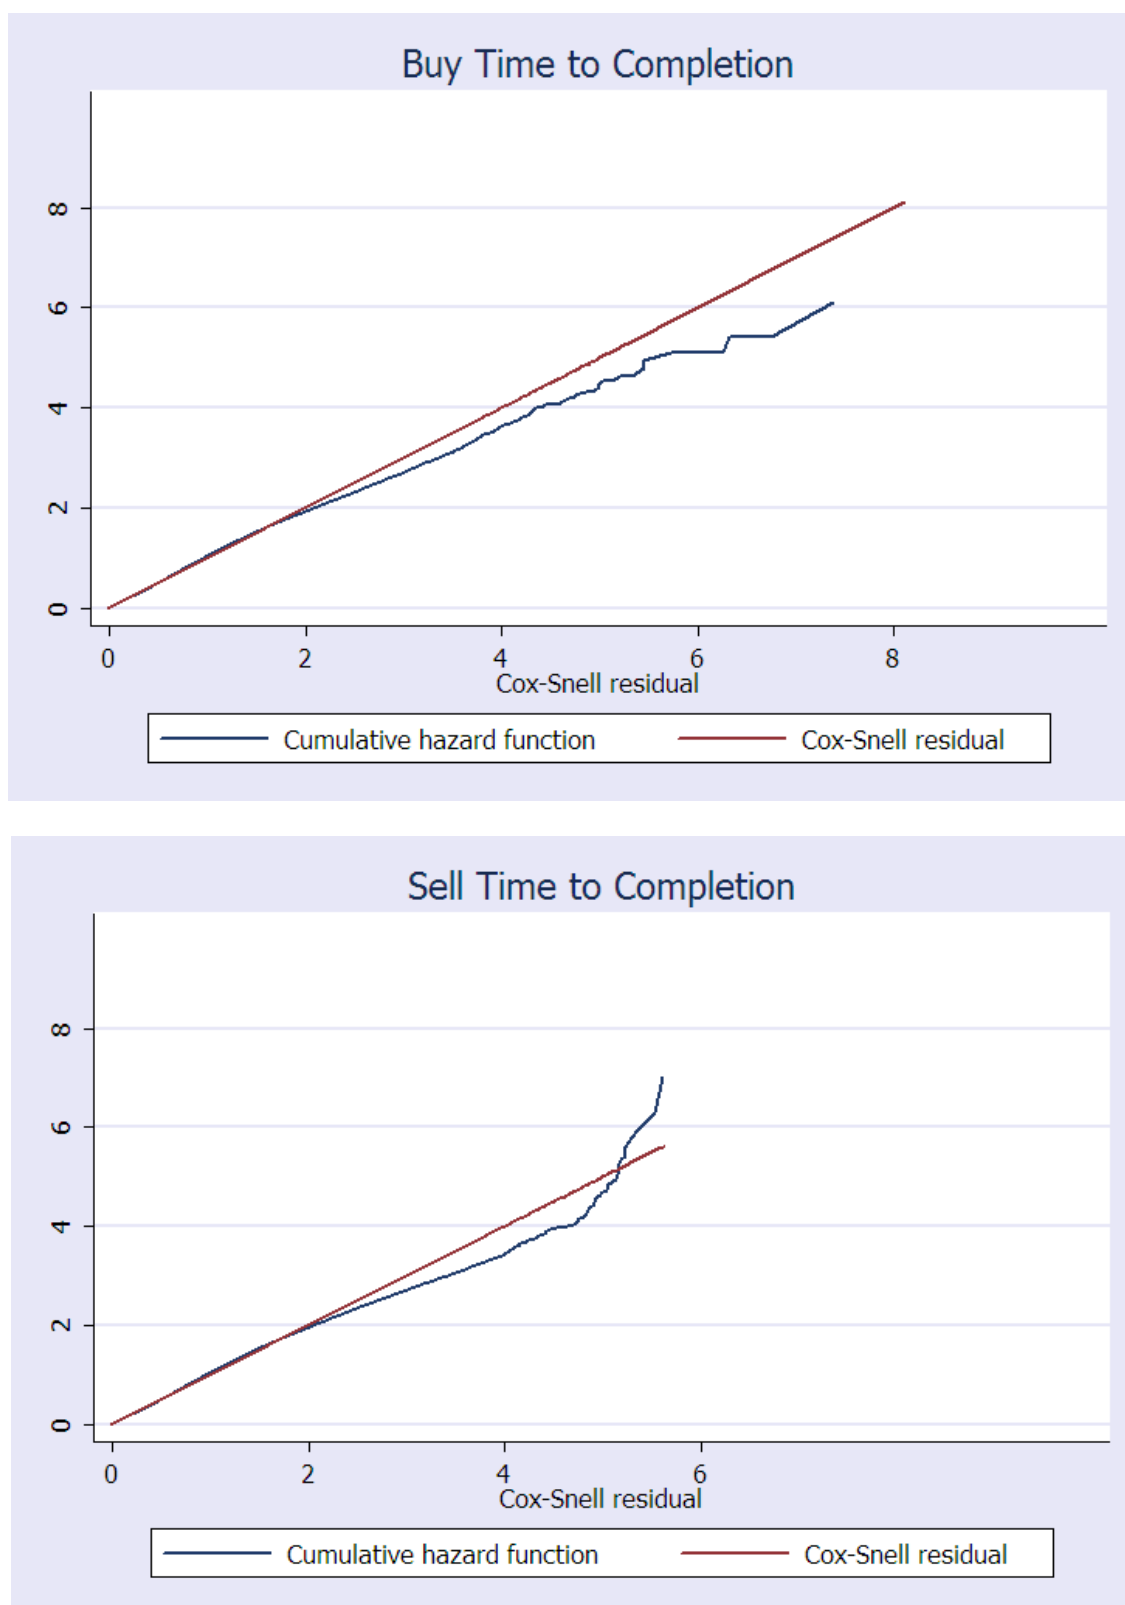 Buy Time to Completion
8
6
4
2
0
0 2 4 6 8
Cox-Snell residual
Cumulative hazard function Cox-Snell residual
Sell Time to Completion
8
6
4
2
0
0 2 4 6
Cox-Snell residual
Cumulative hazard function Cox-Snell residual